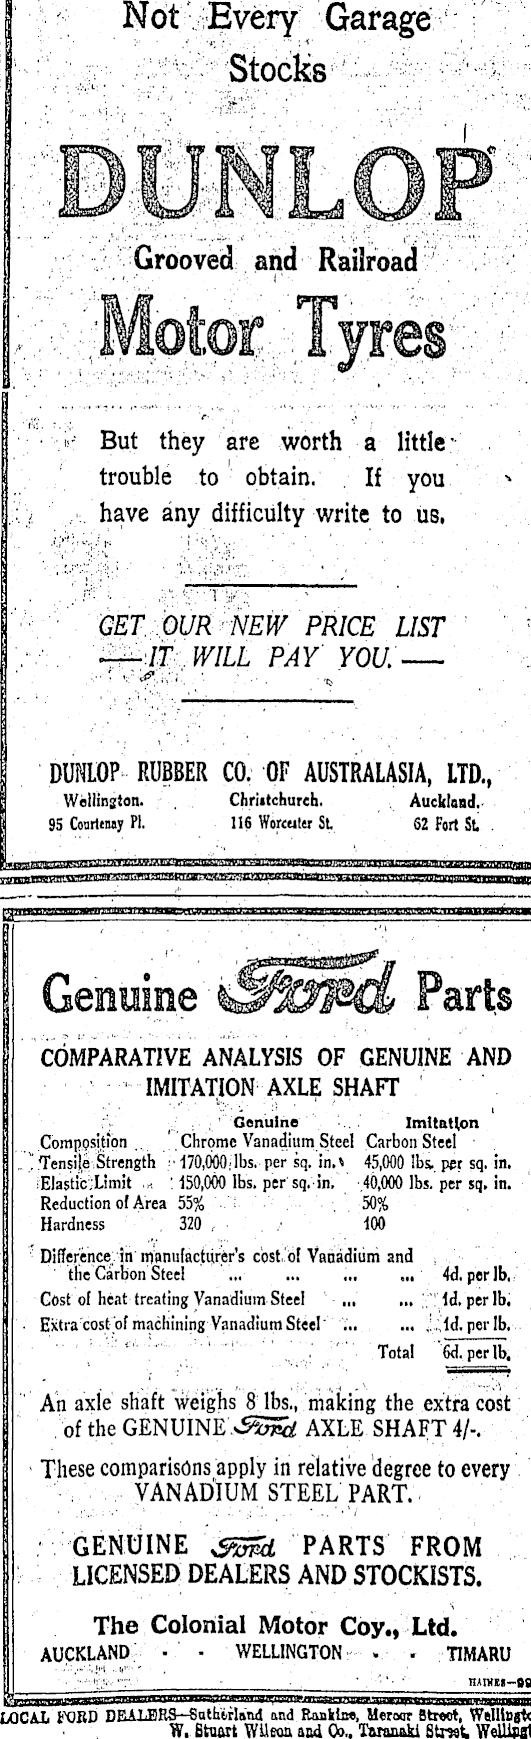 Not Every Garage
Stocks
DUNLOP
Grooved and Railroad
Motor Tyres
But they are worth a little
trouble to obtain. If you
have any difficulty write to us.
GET OUR NEW PRICE LIST
—IT WILL PAY YOU.—
DUNLOP RUBBER CO. OF AUSTRALASIA, LTD.,
Wellington. Christchurch. Auckland.
95 Courtenay Pl. 116 Worcester St. 62 Fort St.
Genuine Ford Parts
COMPARATIVE ANALYSIS OF GENUINE AND
IMITATION AXLE SHAFT
Genuine Imitation
Composition Chrome Vanadium Steel Carbon Steel
Tensile Strength 170,000 lbs. per sq. in. 45,000 lbs. per sq. in.
Elastic Limit 150,000 lbs. per sq. in. 40,000 lbs. per sq. in.
Reduction of Area 55% 50%
Hardness 320 100
Difference in manufacturer's cost of Vanadium and
the Carbon Steel ... ... ... ... 4d. per lb.
Cost of heat treating Vanadium Steel ... ... 1d. per lb.
Extra cost of machining Vanadium Steel ... ... 1d. per lb.
Total 6d. per lb.
An axle shaft weighs 8 lbs., making the extra cost
of the GENUINE Ford AXLE SHAFT 4/-.
These comparisons apply in relative degree to every
VANADIUM STEEL PART.
GENUINE Ford PARTS FROM
LICENSED DEALERS AND STOCKISTS.
The Colonial Motor Coy., Ltd.
AUCKLAND - - WELLINGTON - - TIMARU
HAINES—99
LOCAL FORD DEALERS—Sutherland and Rankine, Mercer Street, Wellingt
W. Stuart Wilson and Co., Taranaki Street, Welling